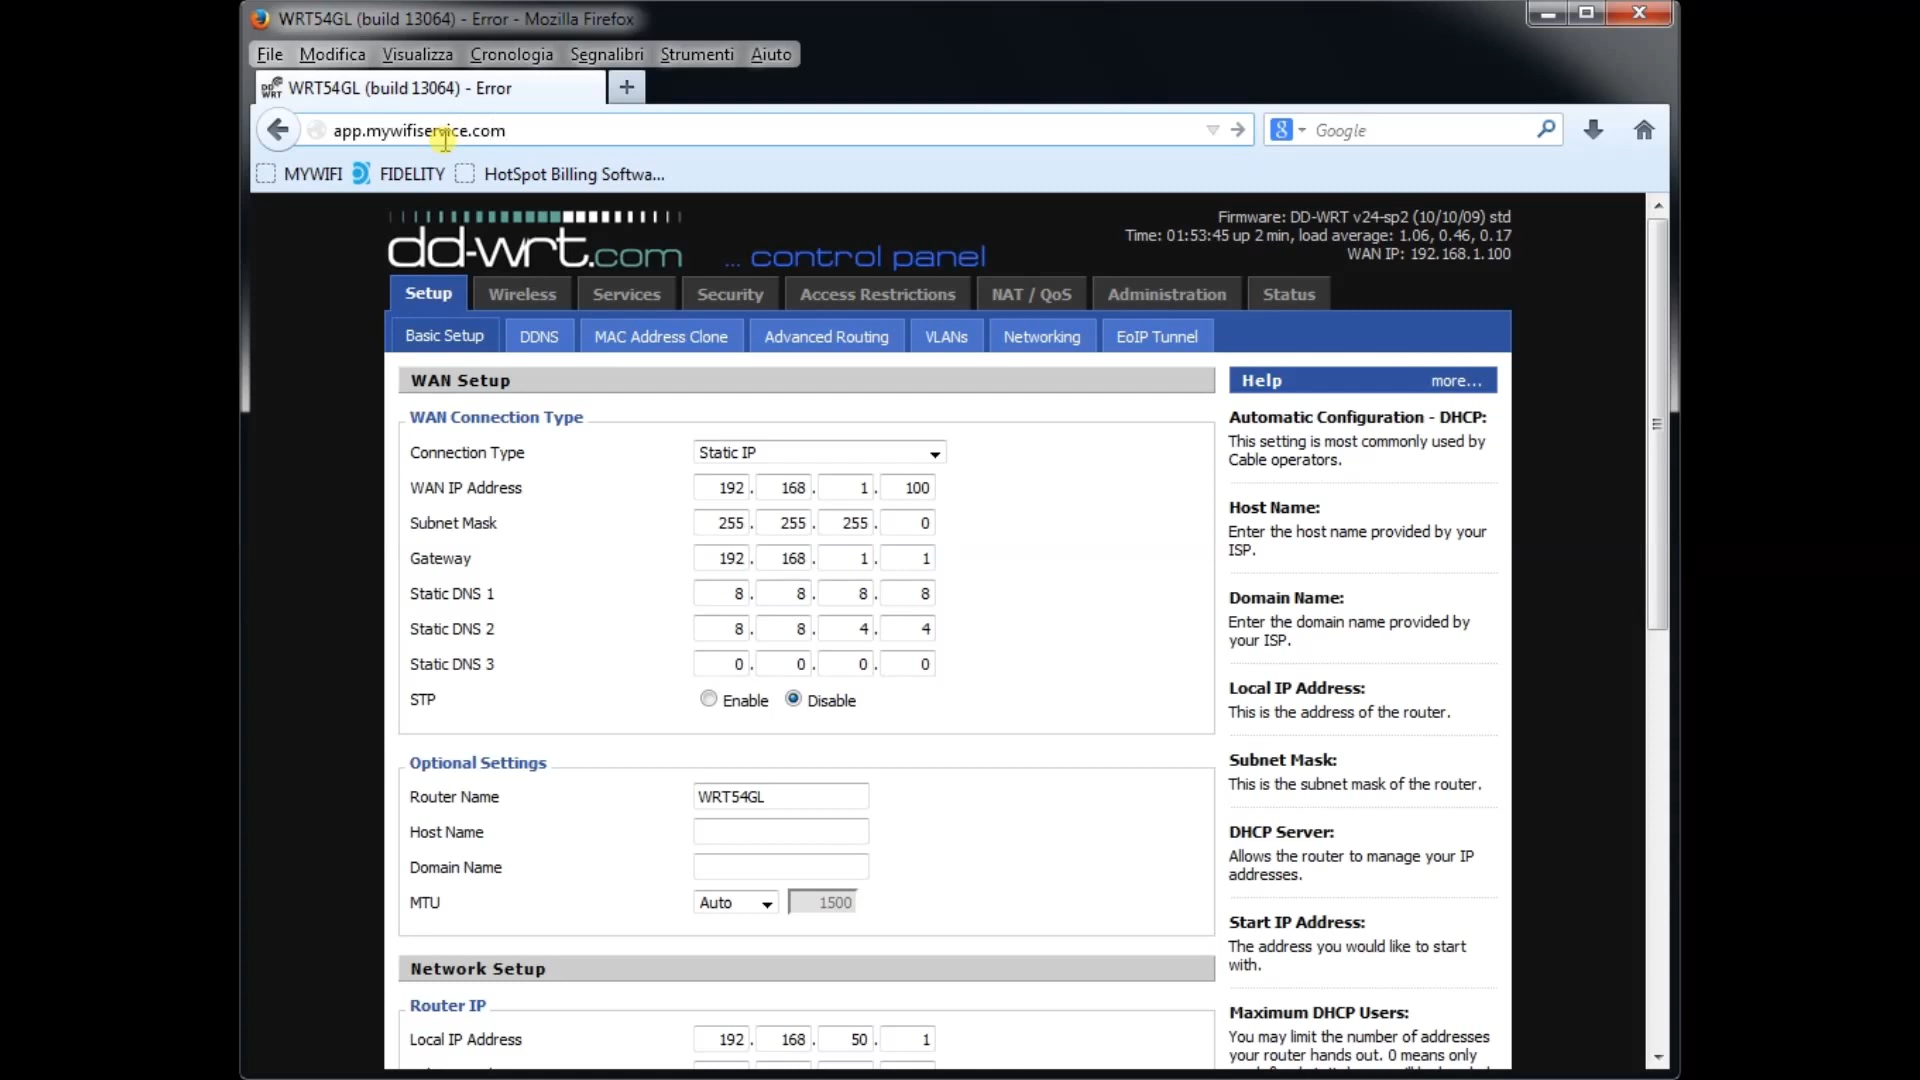 WRT54GL (build 13064) - Error - Mozilla Firefox
File Modifica Visualizza Cronologia Segnalibri Strumenti Aiuto
DD WRT WRT54GL (build 13064) - Error
app.mywifiservice.com
8 Google
MYWIFI FIDELITY HotSpot Billing Softwa...
Firmware: DD-WRT v24-sp2 (10/10/09) std
Time: 01:53:45 up 2 min, load average: 1.06, 0.46, 0.17
WAN IP: 192.168.1.100
dd-wrt.com ... control panel
Setup Wireless Services Security Access Restrictions NAT / QoS Administration Status
Basic Setup DDNS MAC Address Clone Advanced Routing VLANs Networking EoIP Tunnel
WAN Setup
WAN Connection Type
Connection Type Static IP
WAN IP Address 192. 168. 1. 100
Subnet Mask 255. 255. 255. 0
Gateway 192. 168. 1. 1
Static DNS 1 8. 8. 8. 8
Static DNS 2 8. 8. 4. 4
Static DNS 3 0. 0. 0. 0
STP Enable Disable
Optional Settings
Router Name WRT54GL
Host Name
Domain Name
MTU Auto 1500
Network Setup
Router IP
Local IP Address 192. 168. 50. 1
Help more...
Automatic Configuration - DHCP:
This setting is most commonly used by
Cable operators.
Host Name:
Enter the host name provided by your
ISP.
Domain Name:
Enter the domain name provided by
your ISP.
Local IP Address:
This is the address of the router.
Subnet Mask:
This is the subnet mask of the router.
DHCP Server:
Allows the router to manage your IP
addresses.
Start IP Address:
The address you would like to start
with.
Maximum DHCP Users:
You may limit the number of addresses
your router hands out. 0 means only